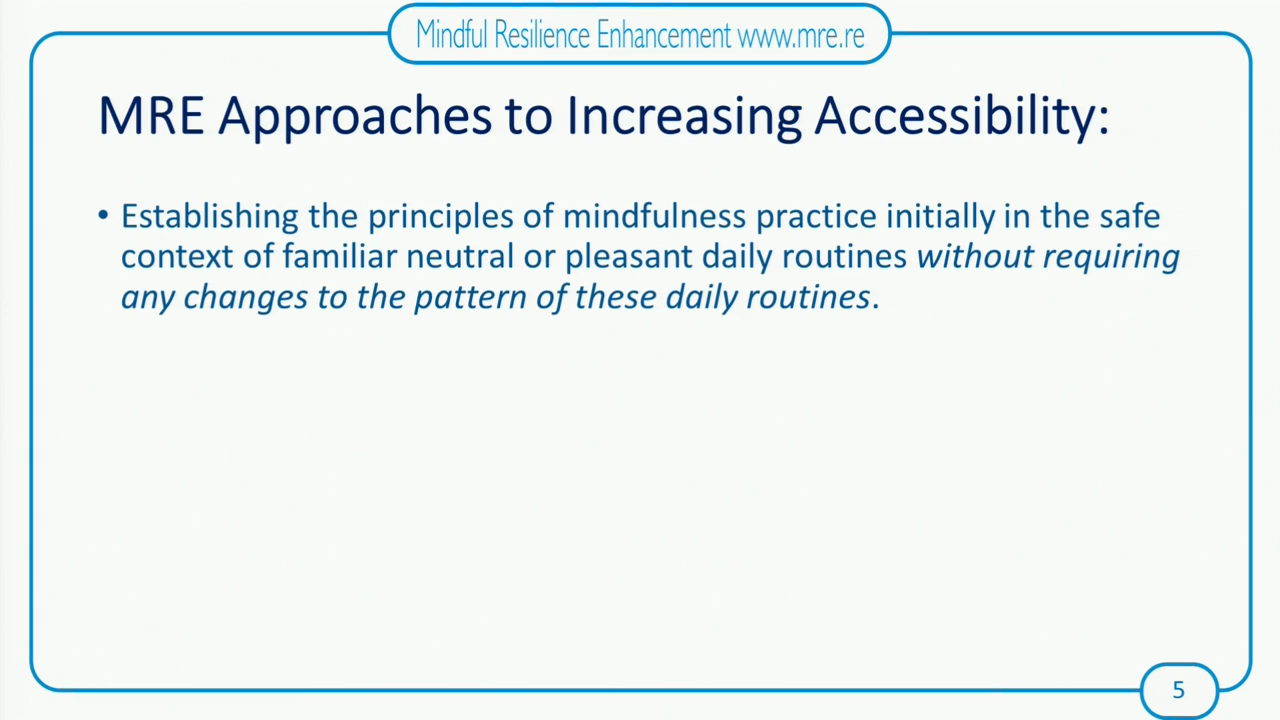 Mindful Resilience Enhancement www.mre.re
MRE Approaches to Increasing Accessibility:
• Establishing the principles of mindfulness practice initially in the safe
context of familiar neutral or pleasant daily routines without requiring
any changes to the pattern of these daily routines.
5